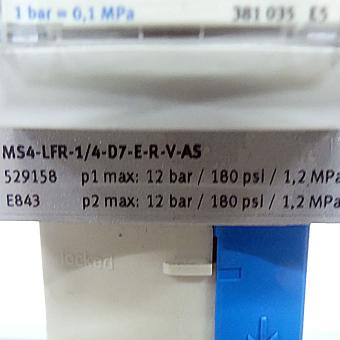 1 bar = 0,1 MPa 381 035 E5
MS4-LFR-1/4-D7-E-R-V-AS
529158 p1 max: 12 bar / 180 psi / 1,2 MPa
E843 p2 max: 12 bar / 180 psi / 1,2 MPa
locked